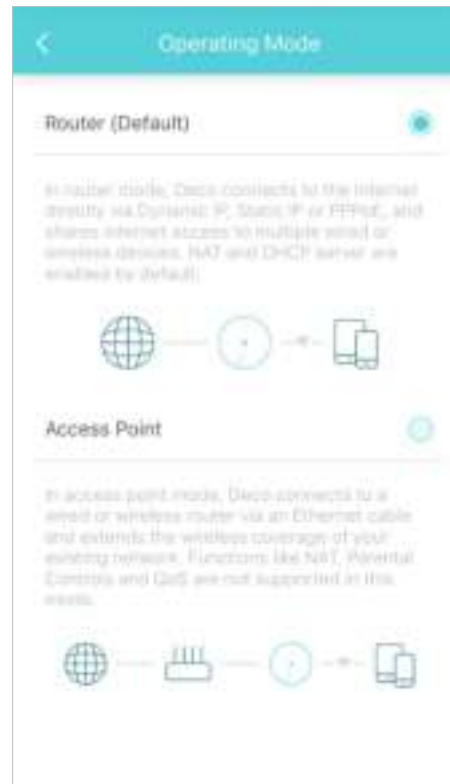 Operating Mode
Router (Default)
In router mode, Deco connects to the internet
directly via Dynamic IP, Static IP or PPPoE, and
shares internet access to multiple wired or
wireless devices. NAT and DHCP server are
enabled by default.
Access Point
In access point mode, Deco connects to a
wired or wireless router via an Ethernet cable
and extends the wireless coverage of your
existing network. Functions like NAT, Parental
Controls and QoS are not supported in this
mode.